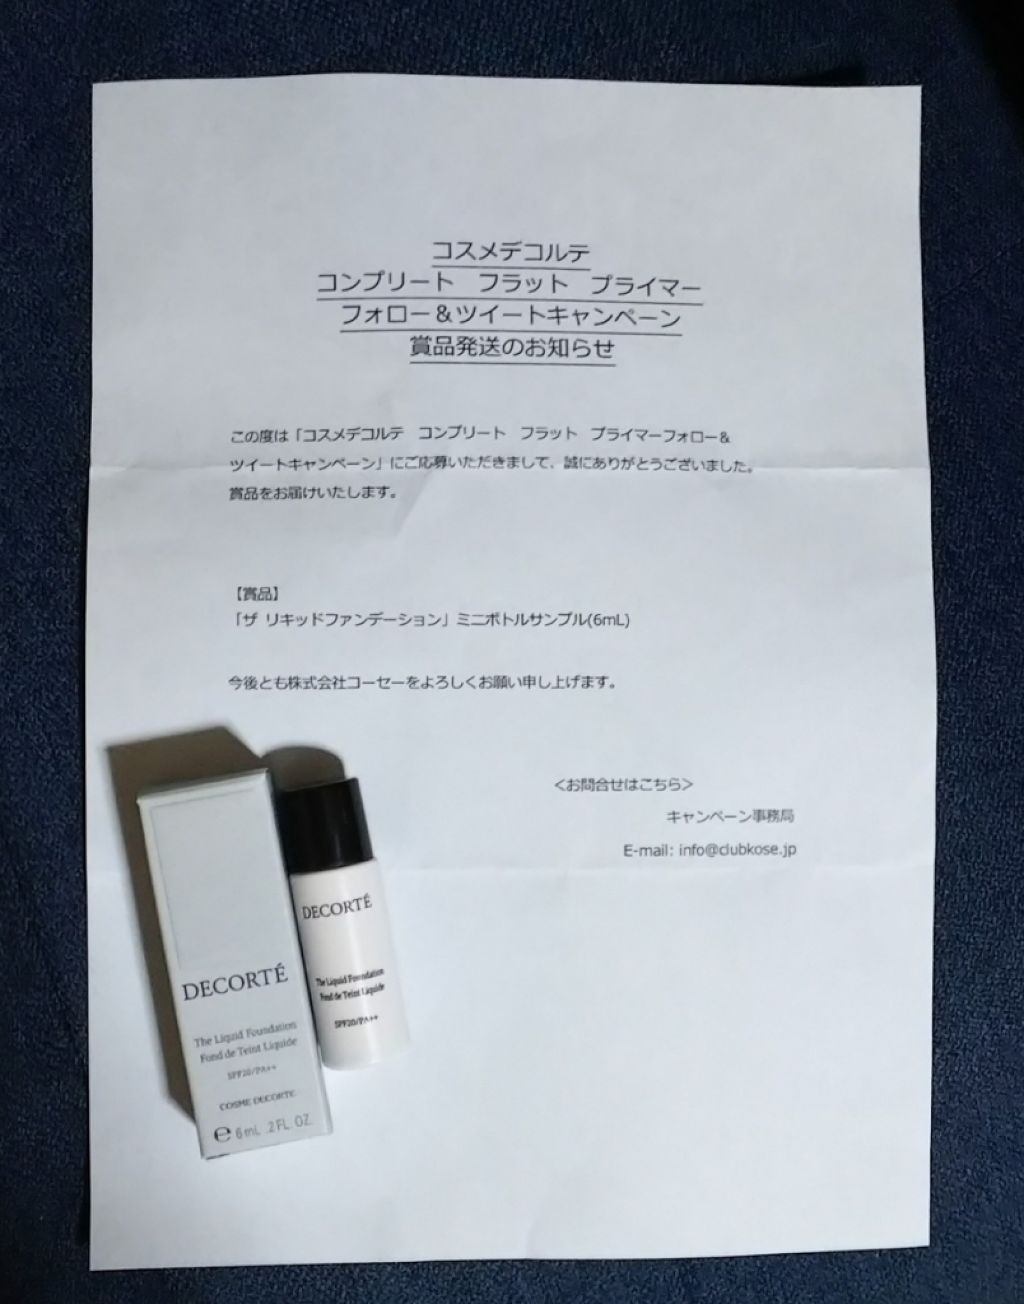 コスメデコルテ
コンプリート　フラット　プライマー
フォロー＆ツイートキャンペーン
賞品発送のお知らせ
この度は「コスメデコルテ　コンプリート　フラット　プライマーフォロー＆
ツイートキャンペーン」にご応募いただきまして、誠にありがとうございました。
賞品をお届けいたします。
【賞品】
「ザ リキッドファンデーション」ミニボトルサンプル(6mL)
今後とも株式会社コーセーをよろしくお願い申し上げます。
＜お問合せはこちら＞
キャンペーン事務局
E-mail: info@clubkose.jp
DECORTÉ
The Liquid Foundation
Fond de Teint Liquide
SPF20/PA++
COSME DECORTE
℮ 6 mL .2 FL. OZ.
DECORTÉ
The Liquid Foundation
Fond de Teint Liquide
SPF20/PA++